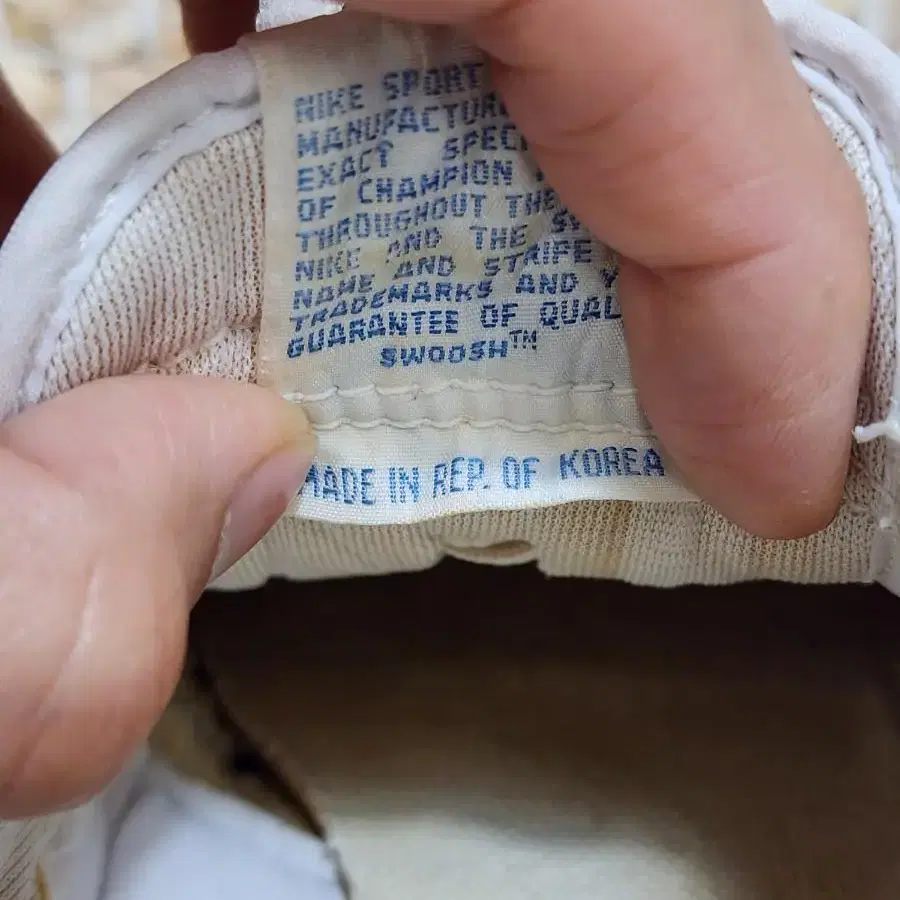 NIKE SPORT
MANUFACTUR
EXACT SPECI
OF CHAMPION
THROUGHOUT THE
NIKE AND THE S
NAME AND STRIPE
TRADEMARKS AND Y
GUARANTEE OF QUAL
SWOOSH™
MADE IN REP. OF KOREA